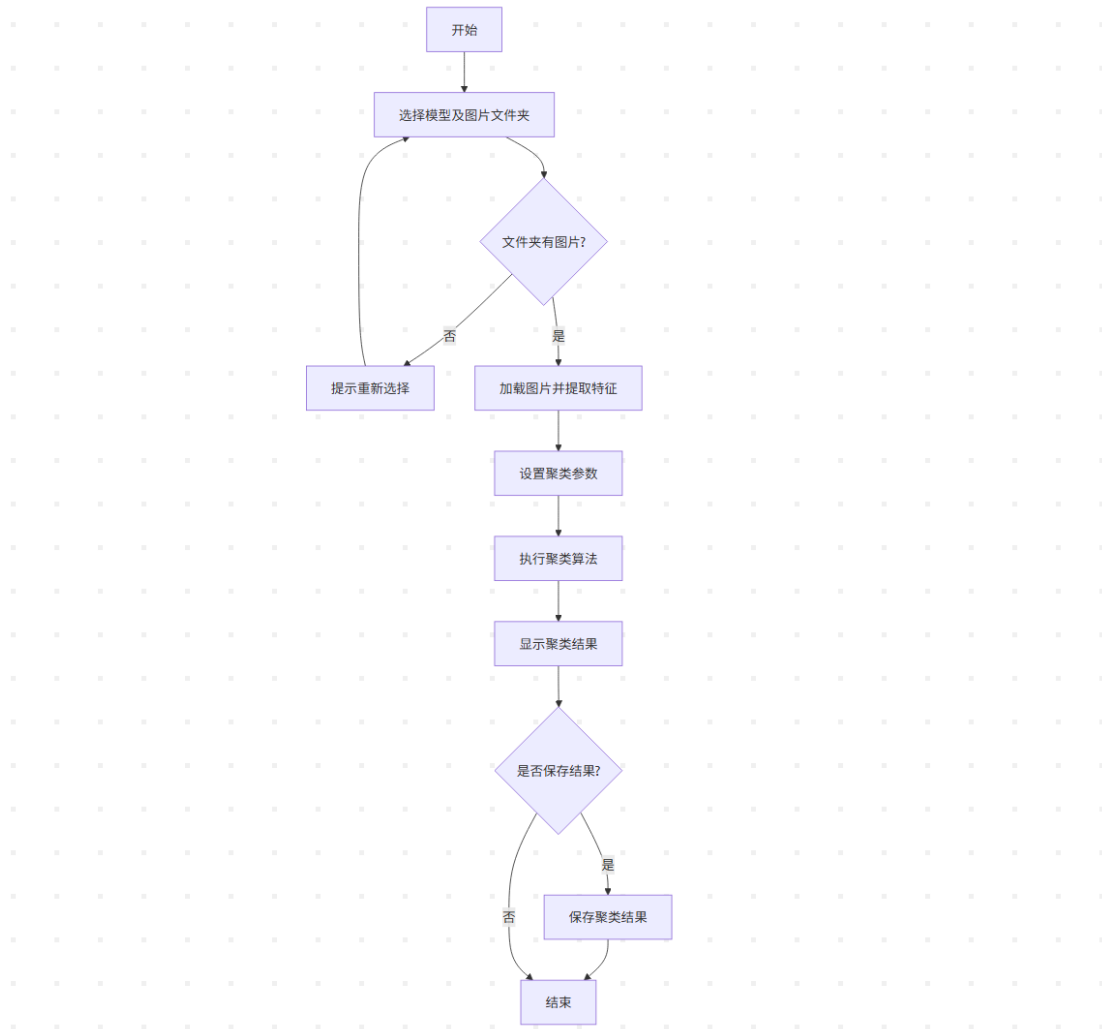 开始
选择模型及图片文件夹
文件夹有图片?
否
是
提示重新选择
加载图片并提取特征
设置聚类参数
执行聚类算法
显示聚类结果
是否保存结果?
是
否
保存聚类结果
结束